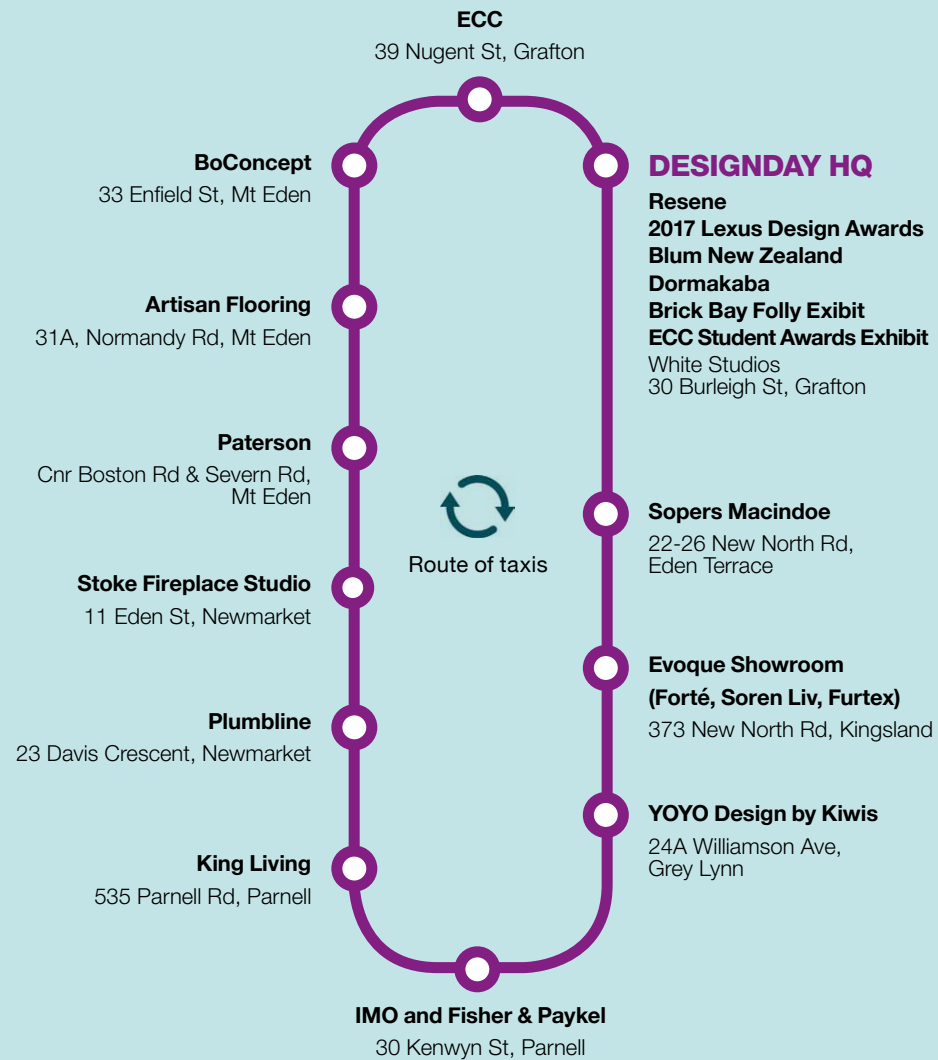 ECC
39 Nugent St, Grafton
BoConcept
33 Enfield St, Mt Eden
Artisan Flooring
31A, Normandy Rd, Mt Eden
Paterson
Cnr Boston Rd & Severn Rd,
Mt Eden
Stoke Fireplace Studio
11 Eden St, Newmarket
Plumbline
23 Davis Crescent, Newmarket
King Living
535 Parnell Rd, Parnell
Route of taxis
DESIGNDAY HQ
Resene
2017 Lexus Design Awards
Blum New Zealand
Dormakaba
Brick Bay Folly Exibit
ECC Student Awards Exhibit
White Studios
30 Burleigh St, Grafton
Sopers Macindoe
22-26 New North Rd,
Eden Terrace
Evoque Showroom
(Forté, Soren Liv, Furtex)
373 New North Rd, Kingsland
YOYO Design by Kiwis
24A Williamson Ave,
Grey Lynn
IMO and Fisher & Paykel
30 Kenwyn St, Parnell